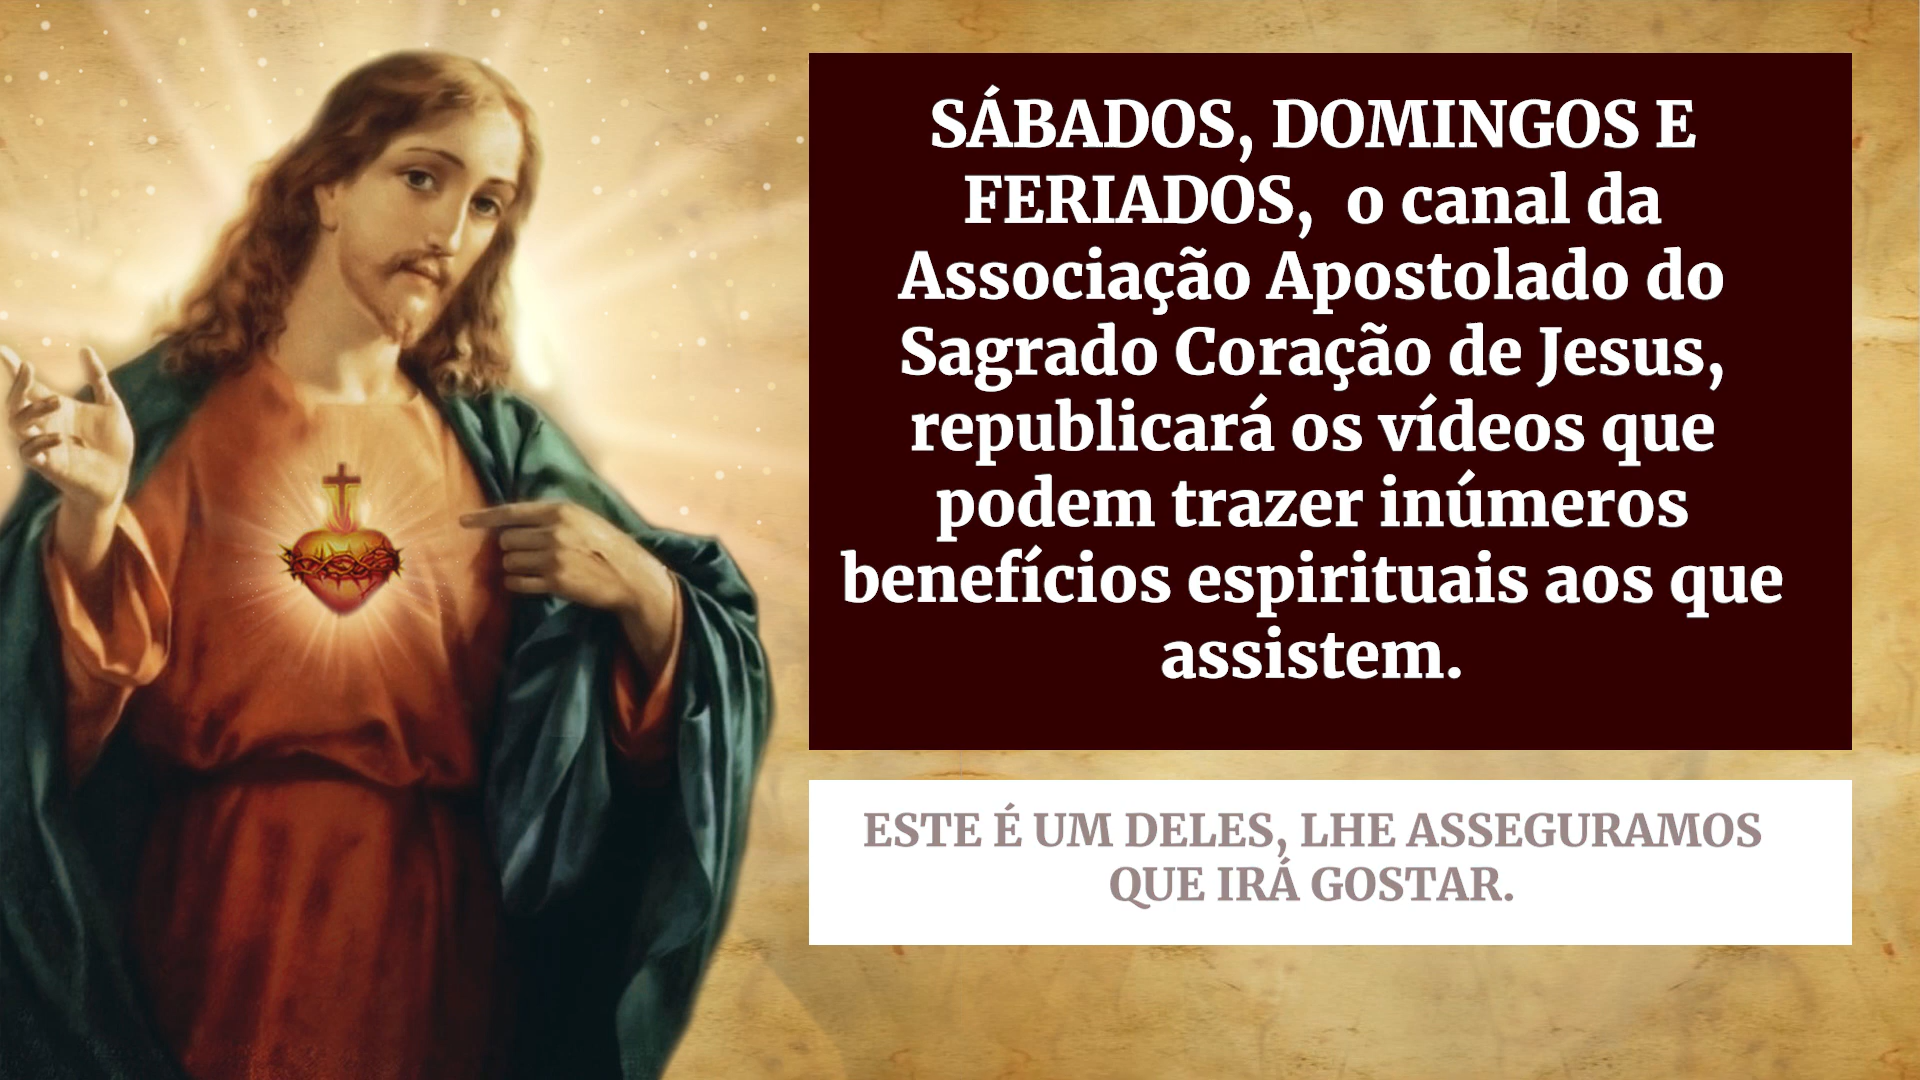 SÁBADOS, DOMINGOS E
FERIADOS,  o canal da
Associação Apostolado do
Sagrado Coração de Jesus,
republicará os vídeos que
podem trazer inúmeros
benefícios espirituais aos que
assistem.
ESTE É UM DELES, LHE ASSEGURAMOS
QUE IRÁ GOSTAR.